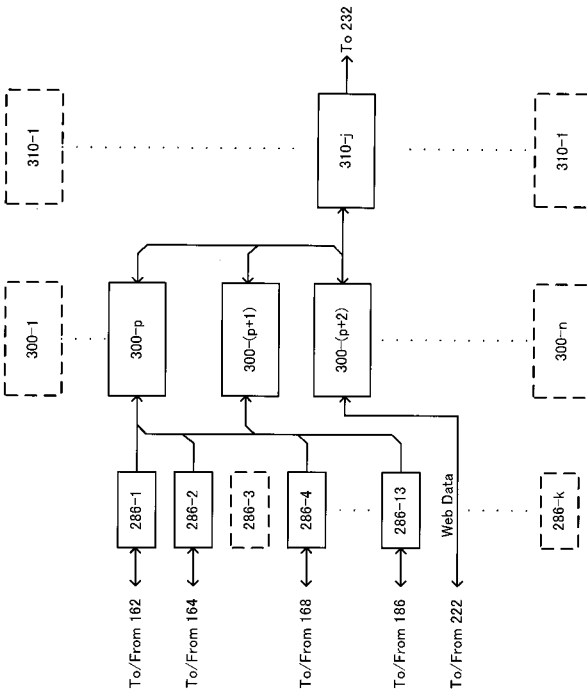 310-1
310-j
To 232
310-1
300-1
300-p
300-(p+1)
300-(p+2)
300-n
286-1
286-2
286-3
286-4
286-13
Web Data
286-k
To/From 162
To/From 164
To/From 168
To/From 186
To/From 222